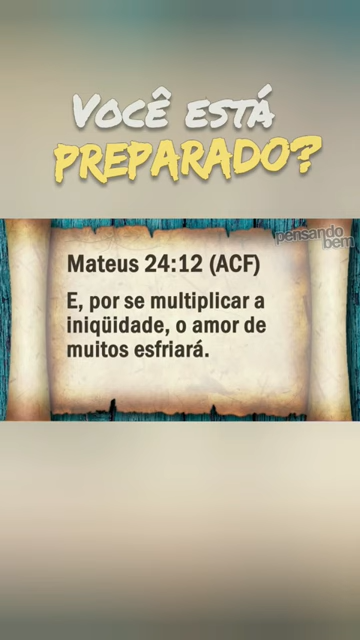 VOCÊ ESTÁ
PREPARADO?
pensando
bem
Mateus 24:12 (ACF)
E, por se multiplicar a
iniqüidade, o amor de
muitos esfriará.